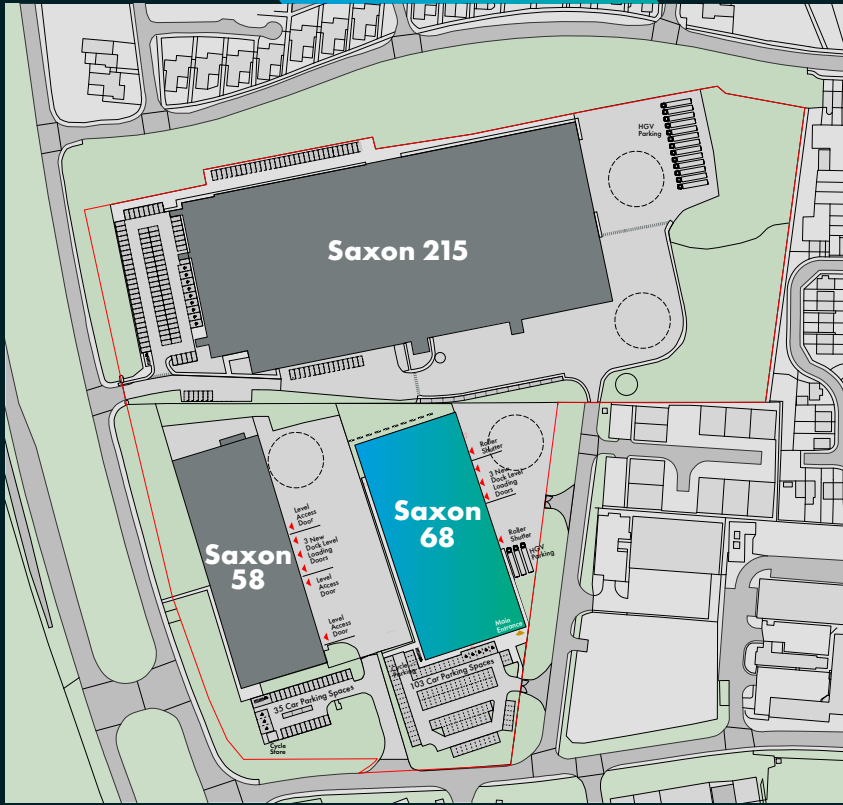 HGV
Parking
Saxon 215
Roller
Shutter
3 New
Dock Level
Loading
Doors
Saxon
68
Level
Access
Door
3 New
Dock Level
Loading
Doors
Roller
Shutter
HGV
Parking
Saxon
58
Level
Access
Door
Level
Access
Door
Main
Entrance
Cycle
Parking
103 Car Parking Spaces
35 Car Parking Spaces
Cycle
Store